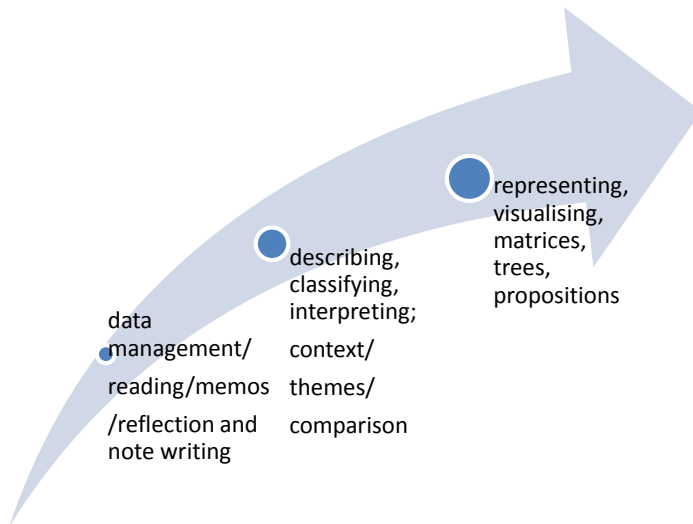 data
management/
reading/memos
/reflection and
note writing
describing,
classifying,
interpreting;
context/
themes/
comparison
representing,
visualising,
matrices,
trees,
propositions